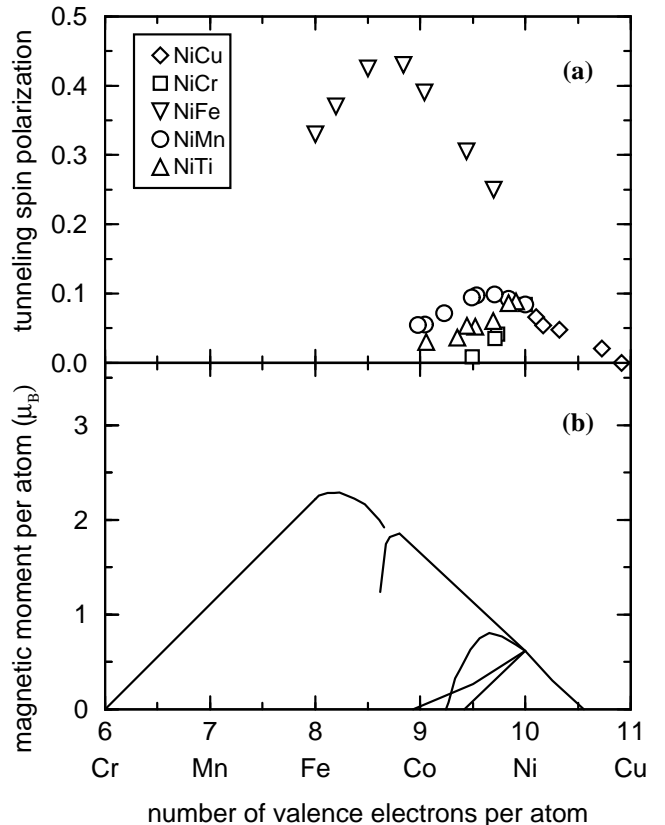 0.5
0.4
0.3
0.2
0.1
0.0
tunneling spin polarization
NiCu
NiCr
NiFe
NiMn
NiTi
(a)
3
2
1
0
magnetic moment per atom (μB)
(b)
6 7 8 9 10 11
Cr Mn Fe Co Ni Cu
number of valence electrons per atom